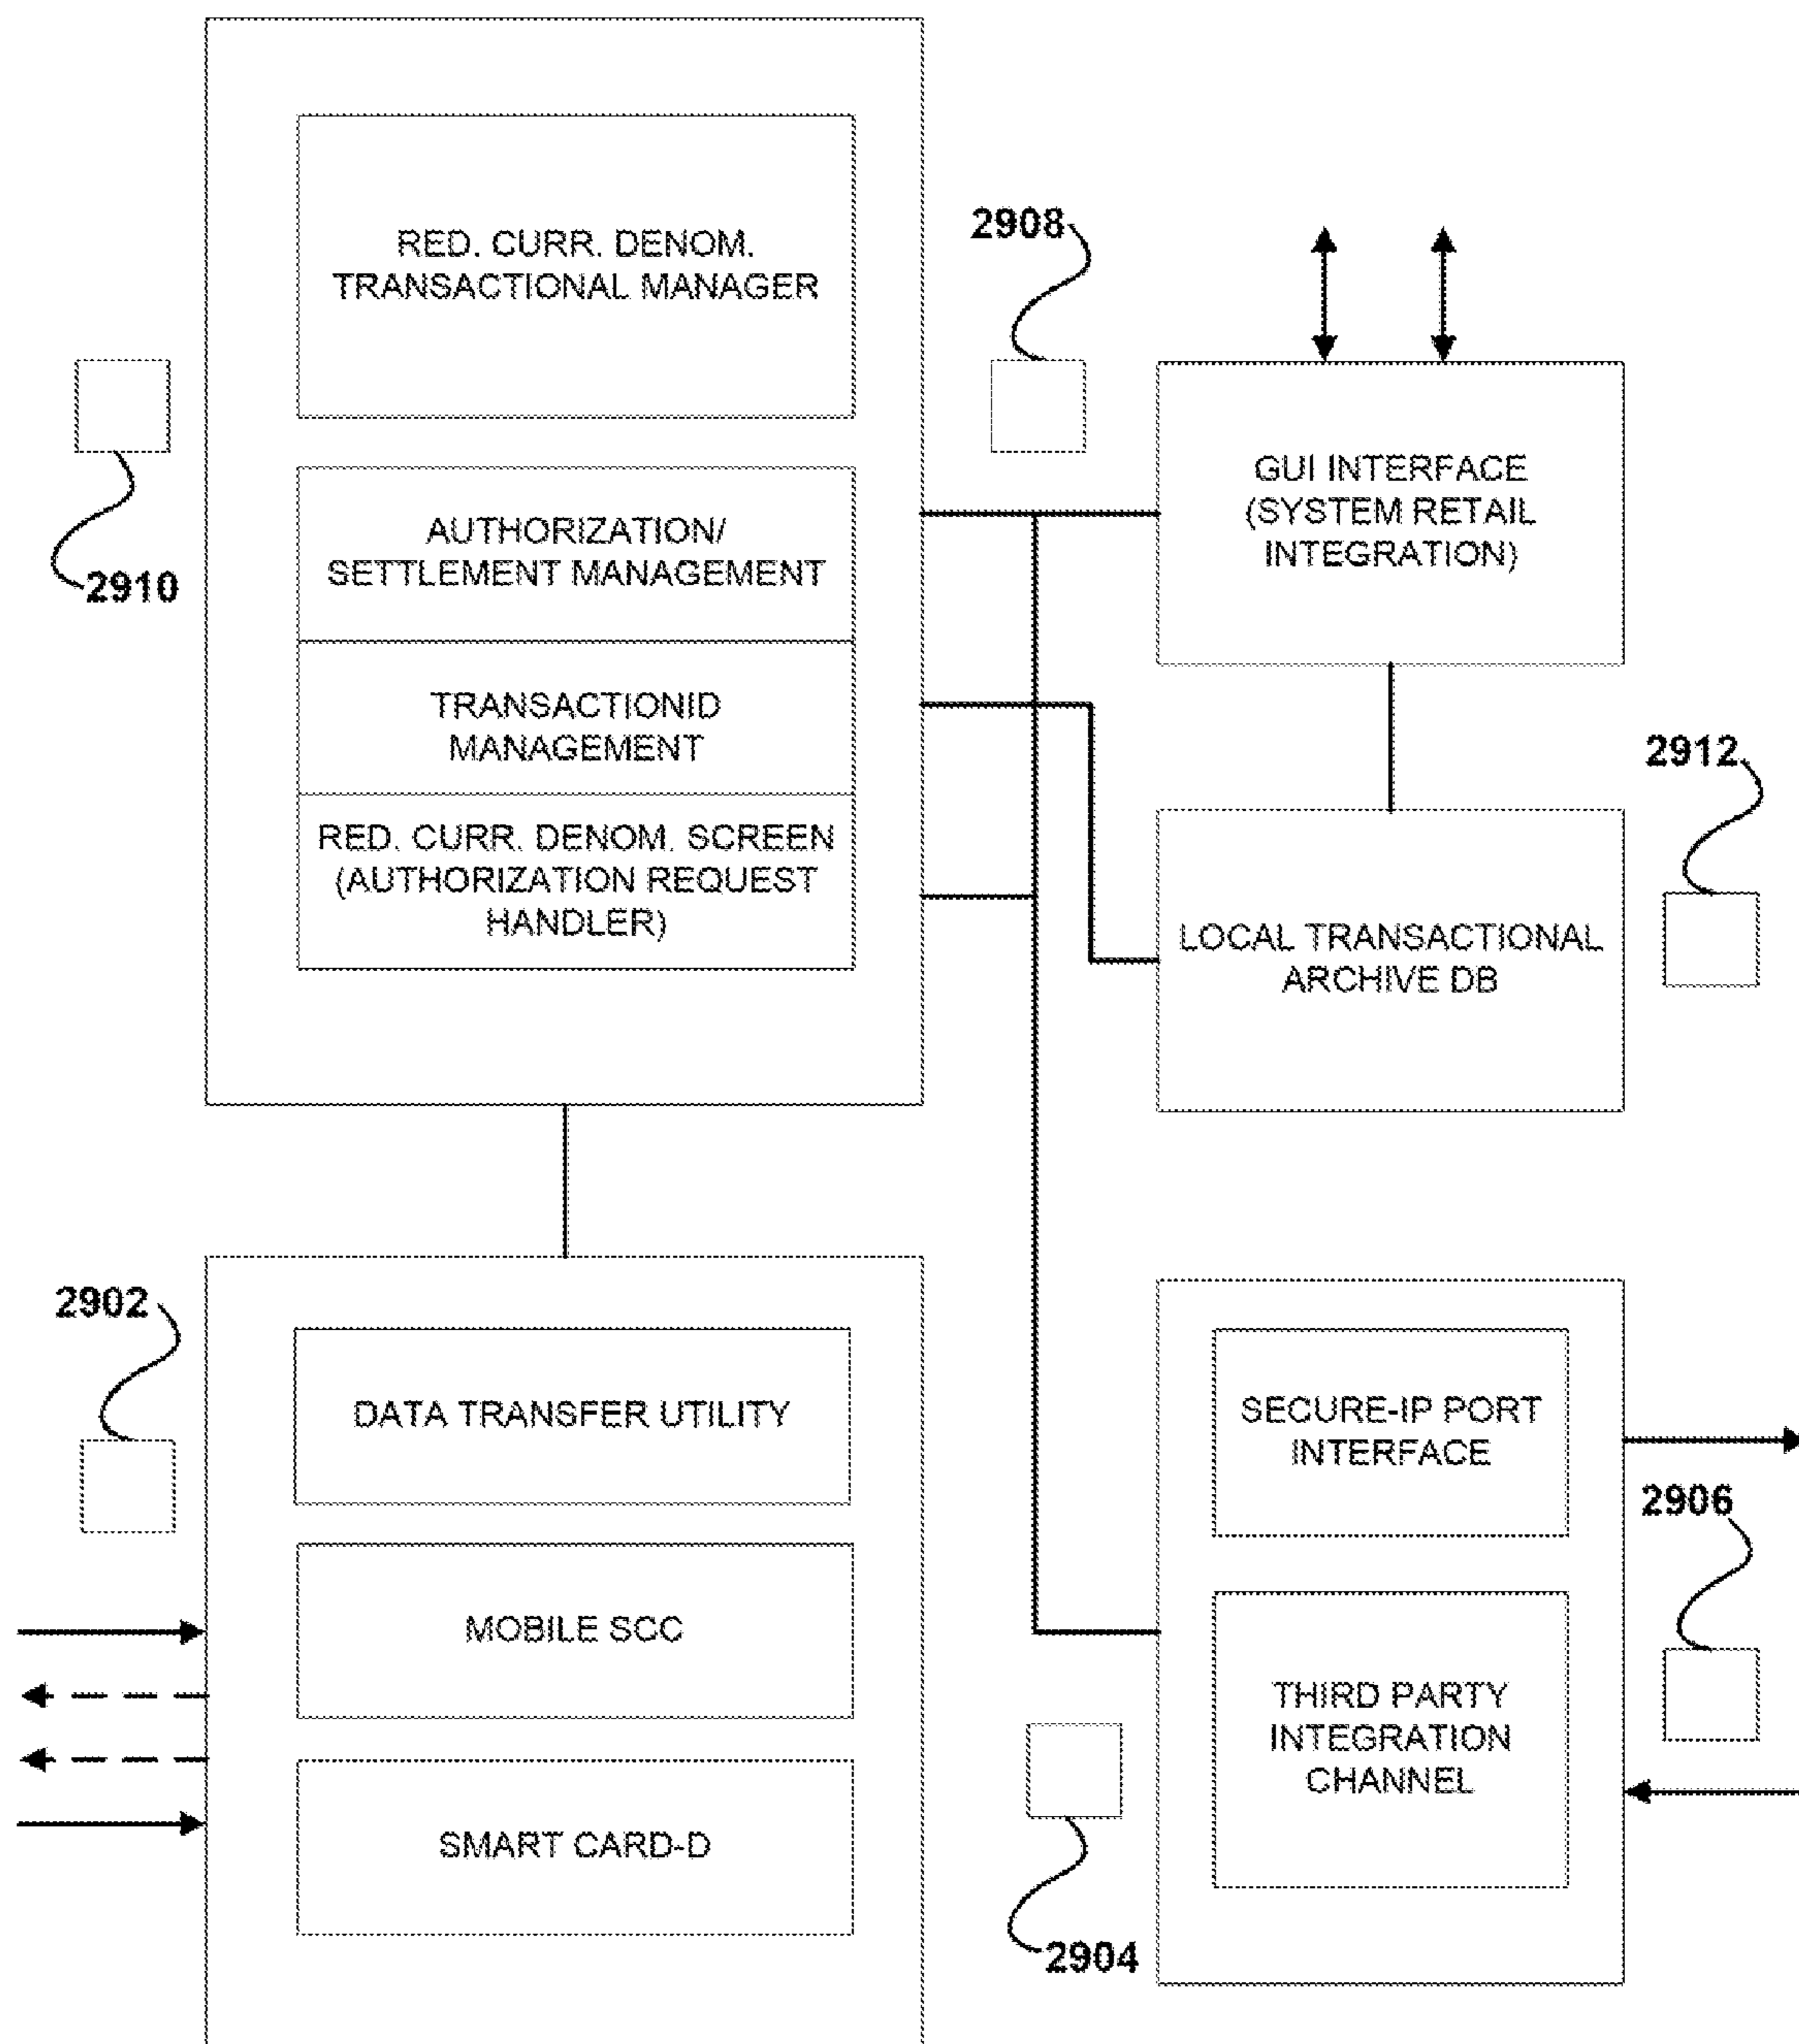 RED. CURR. DENOM.
TRANSACTIONAL MANAGER
2908
2910
AUTHORIZATION/
SETTLEMENT MANAGEMENT
GUI INTERFACE
(SYSTEM RETAIL
INTEGRATION)
TRANSACTIONID
MANAGEMENT
2912
RED. CURR. DENOM. SCREEN
(AUTHORIZATION REQUEST
HANDLER)
LOCAL TRANSACTIONAL
ARCHIVE DB
2902
DATA TRANSFER UTILITY
SECURE-IP PORT
INTERFACE
2906
MOBILE SCC
THIRD PARTY
INTEGRATION
CHANNEL
SMART CARD-D
2904